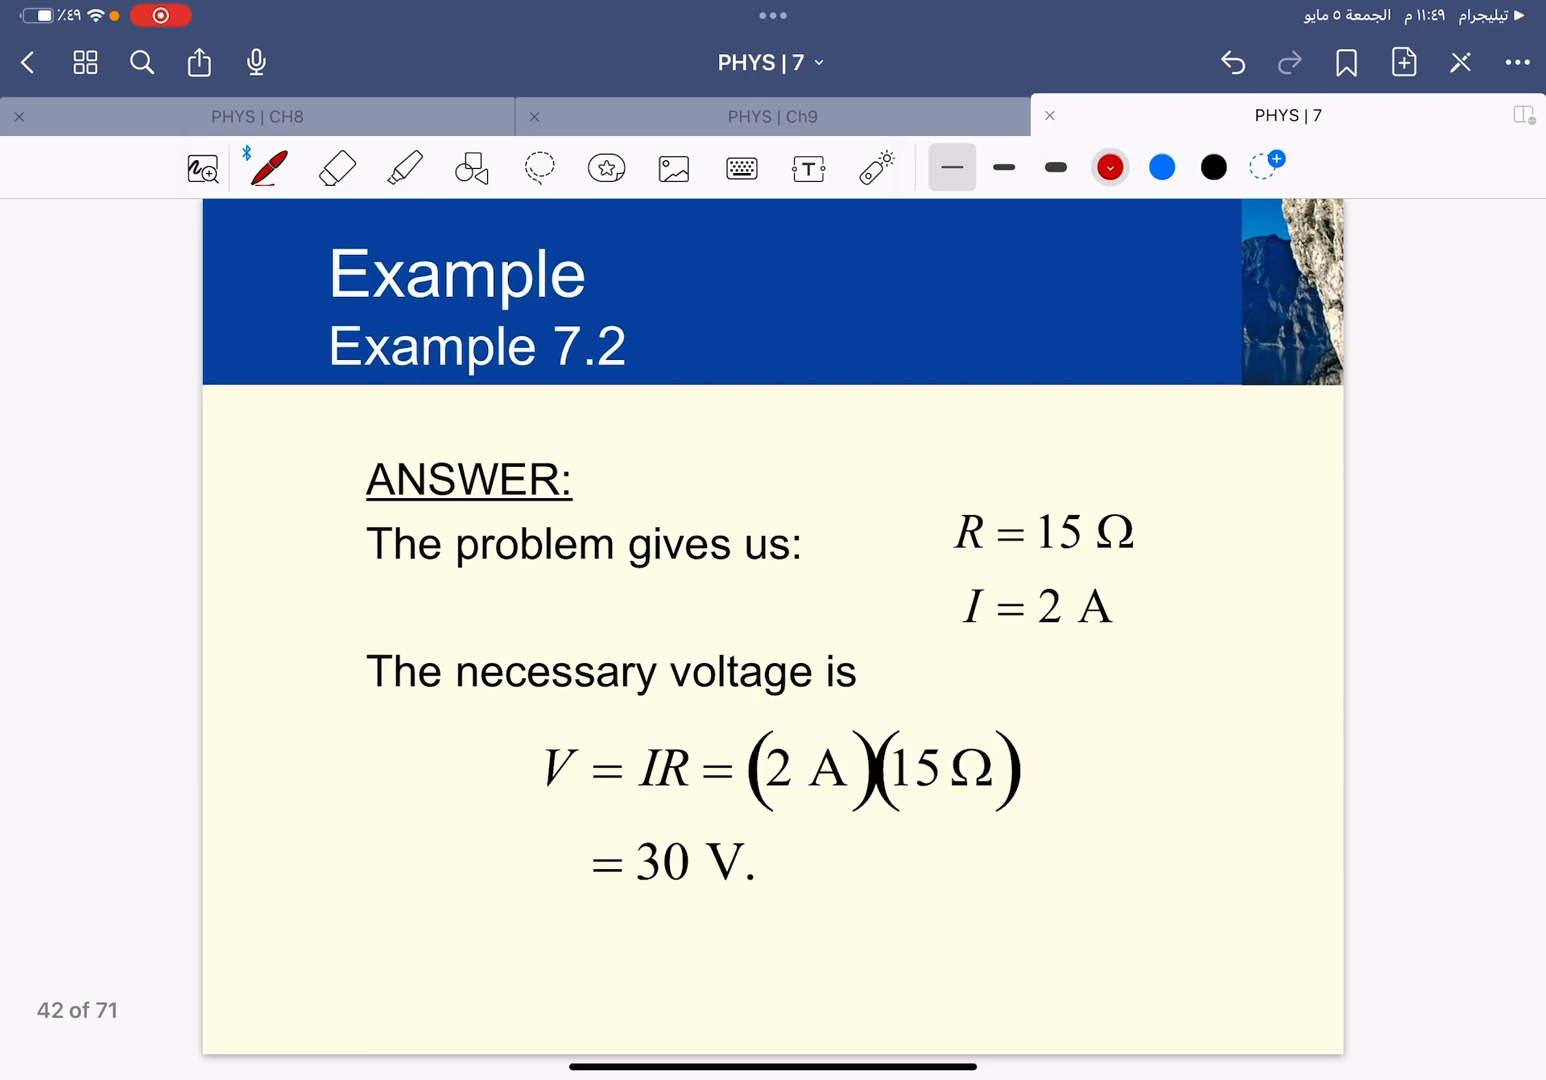 ٪٤٩
◀ تيليجرام ١١:٤٩ م الجمعة ٥ مايو
PHYS | 7
PHYS | CH8
PHYS | Ch9
PHYS | 7
T
Example
Example 7.2
ANSWER:
The problem gives us:
R = 15 Ω
I = 2 A
The necessary voltage is
V = IR = (2 A)(15 Ω)
= 30 V.
42 of 71